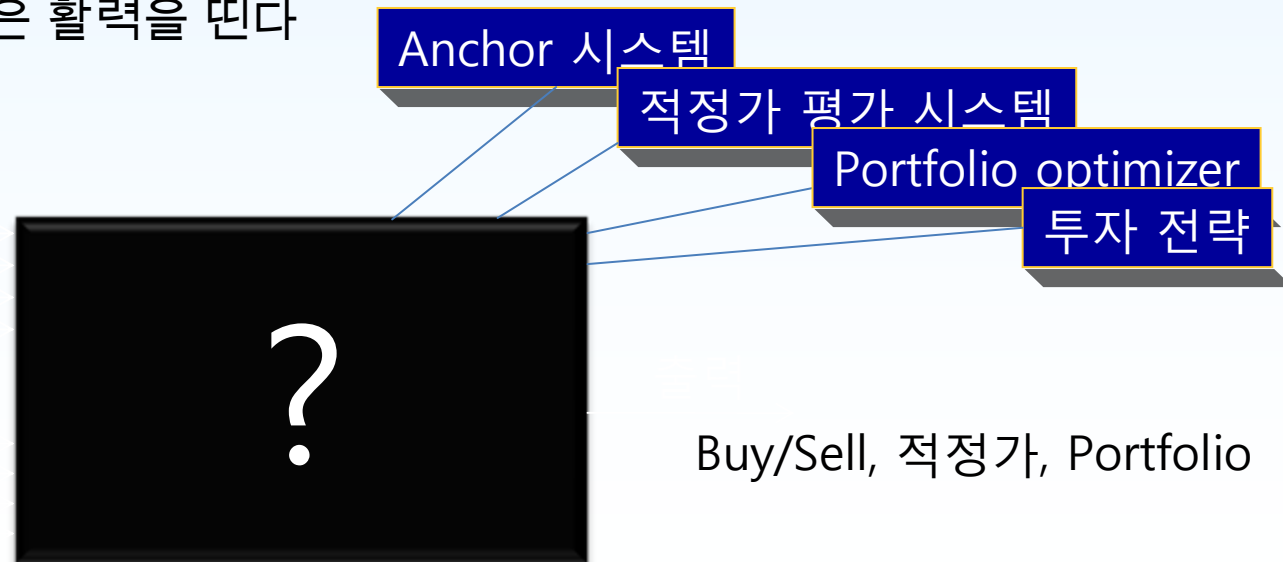 은 활력을 띤다
Anchor 시스템
적정가 평가 시스템
Portfolio optimizer
투자 전략
?
Buy/Sell, 적정가, Portfolio